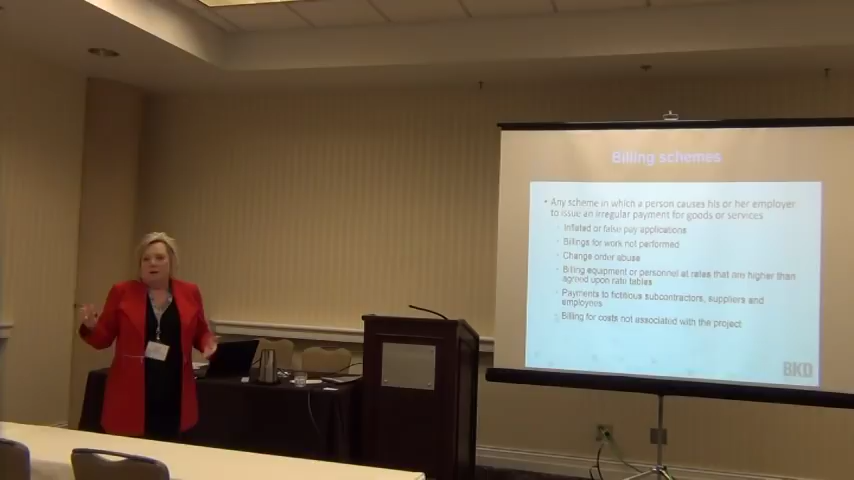 Billing schemes
• Any scheme in which a person causes his or her employer
to issue an irregular payment for goods or services
Inflated or false pay applications
Billings for work not performed
Change order abuse
Billing equipment or personnel at rates that are higher than
agreed upon rate tables
Payments to fictitious subcontractors, suppliers and
employees
Billing for costs not associated with the project
BKD